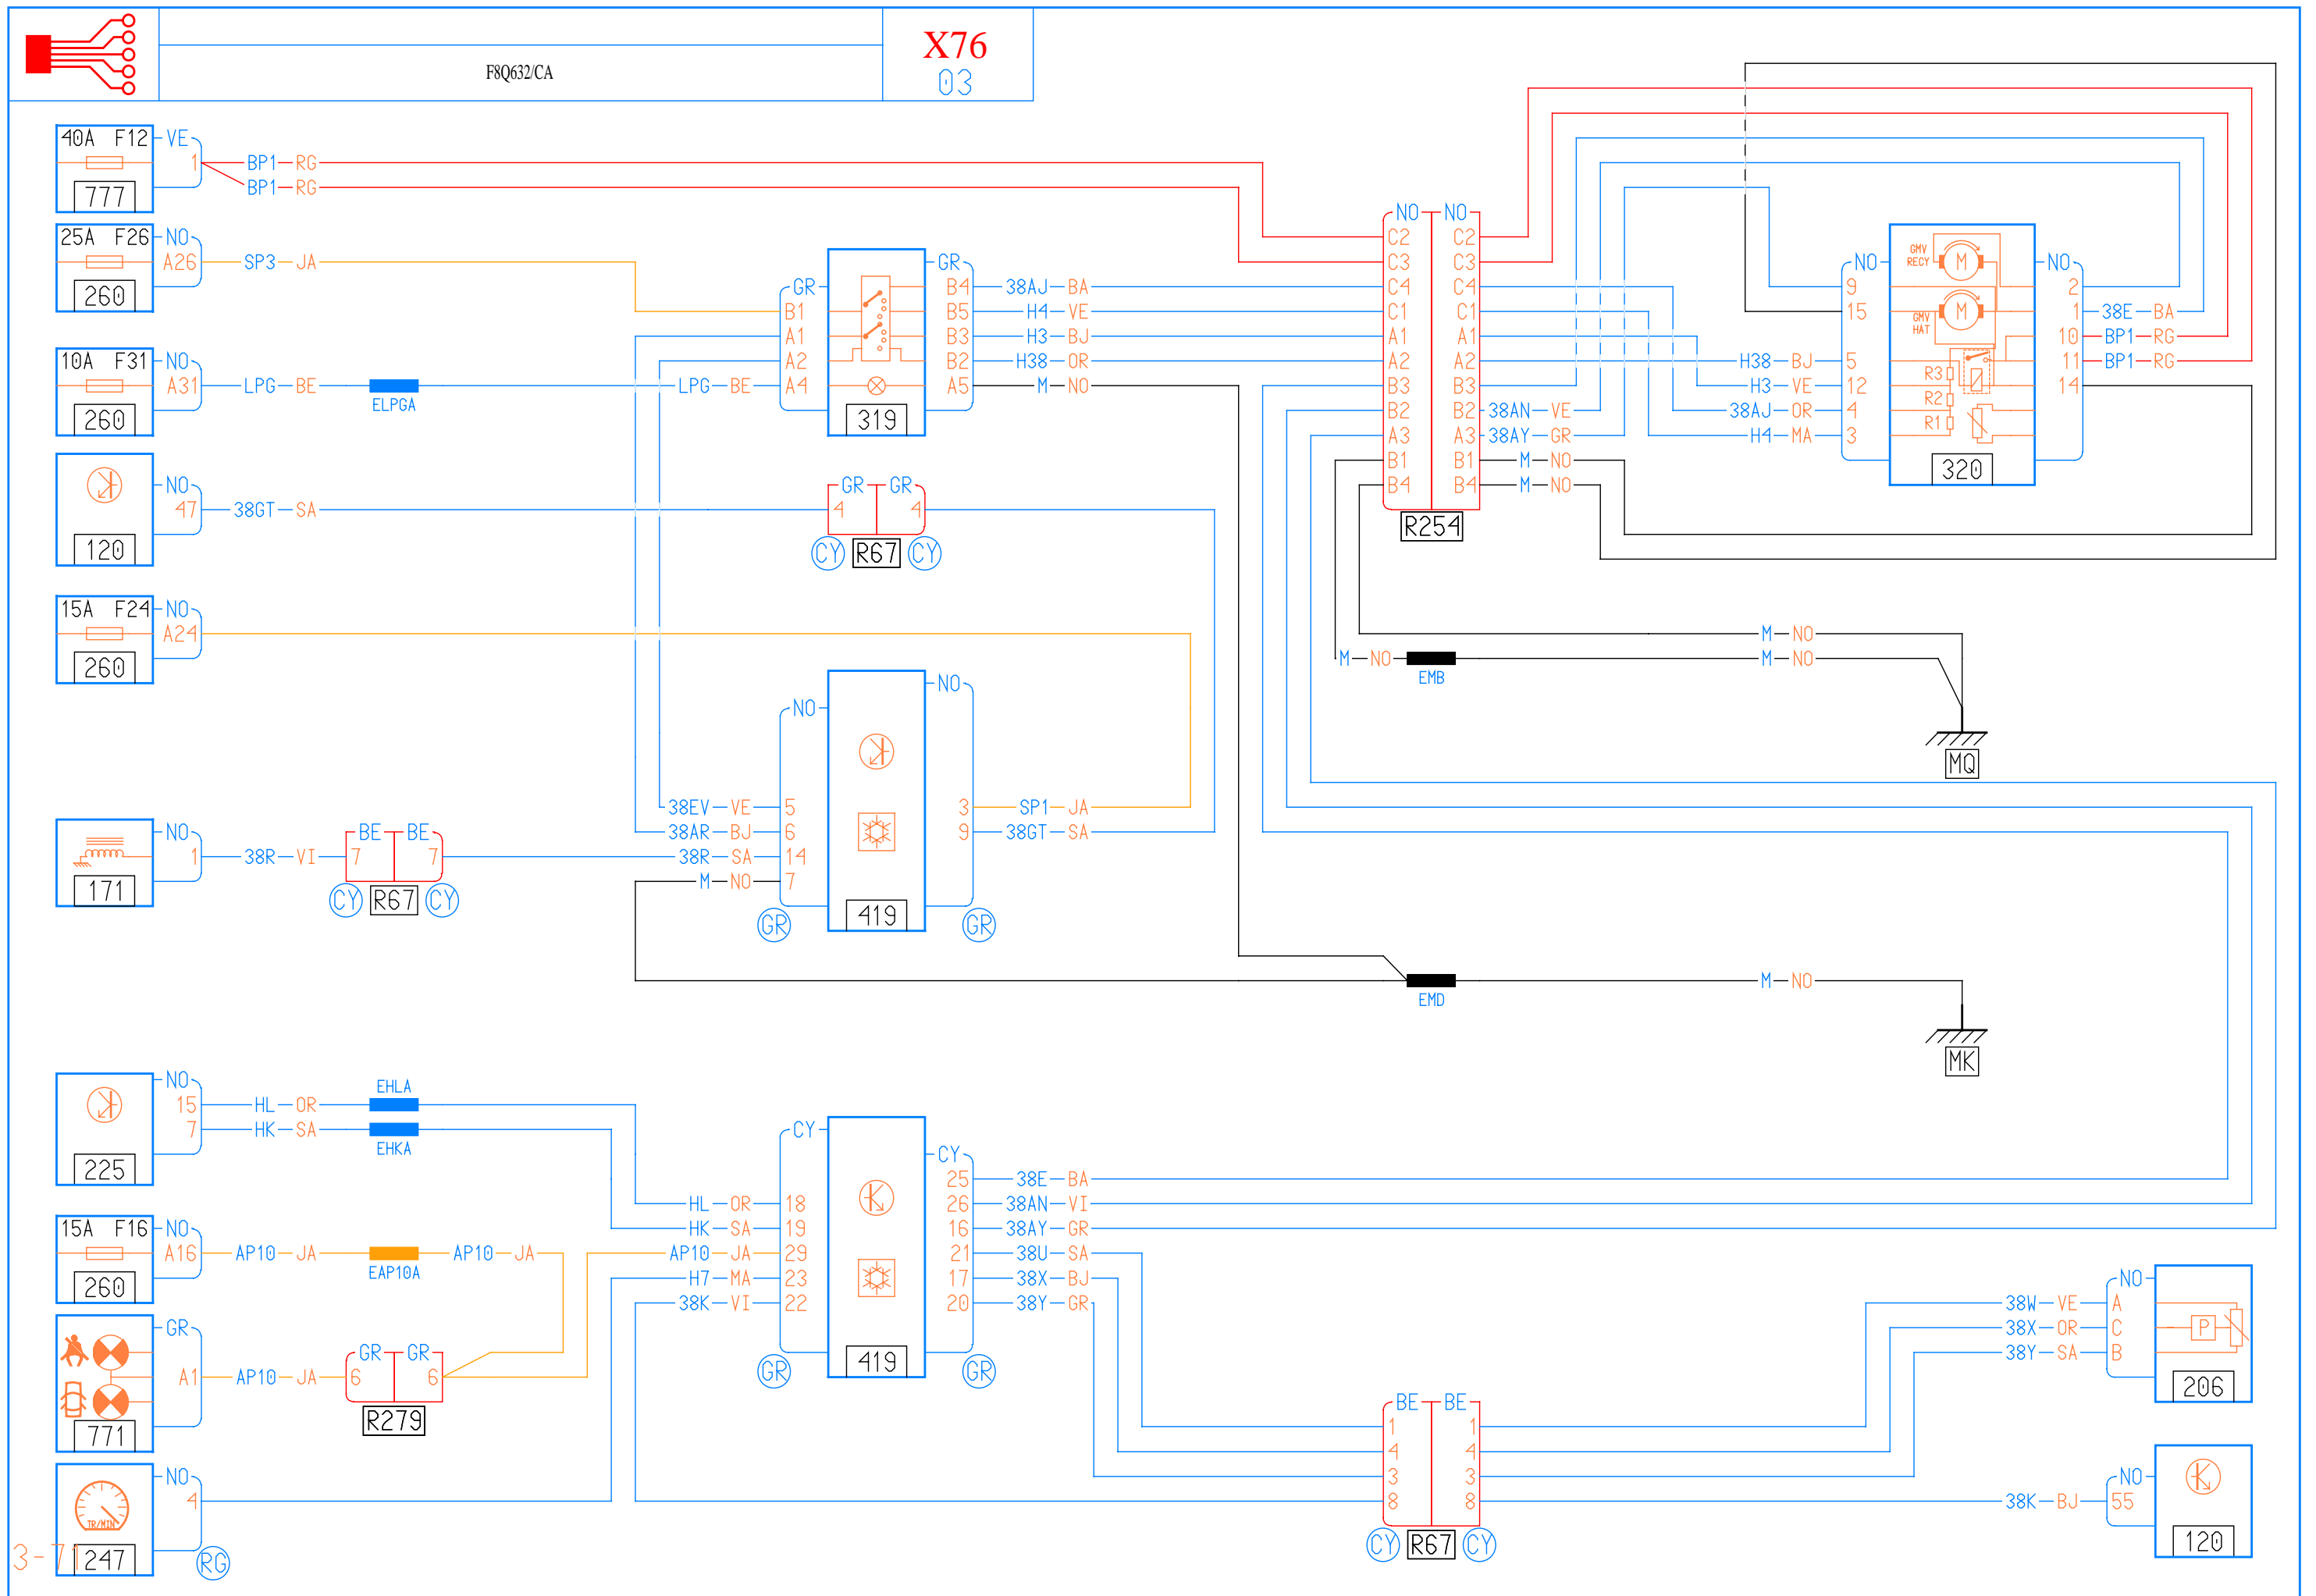 F8Q632/CA
X76
03
40A F12 VE
1 BP1 RG
BP1 RG
777
25A F26 NO
A26 SP3 JA
260
10A F31 NO
A31 LPG BE ELPGA LPG BE A4
260
GR
B1
A1
A2
GR
B4 38AJ BA
B5 H4 VE
B3 H3 BJ
B2 H38 OR
A5 M NO
319
NO NO
C2 C2
C3 C3
C4 C4
C1 C1
A1 A1
A2 A2
B3 B3
B2 B2 38AN VE
A3 A3 38AY GR
B1 B1 M NO
B4 B4 M NO
R254
NO
9
15
H38 BJ 5
H3 VE 12
38AJ OR 4
H4 MA 3
GMV RECY
M
GMV HAT
M
R3
R2
R1
320
NO
2
1 38E BA
10 BP1 RG
11 BP1 RG
14
NO
47 38GT SA
120
GR GR
4 4
CY R67 CY
15A F24 NO
A24
260
M NO
M NO EMB M NO
MQ
NO
NO
38EV VE 5
38AR BJ 6
38R SA 14
M NO 7
3 SP1 JA
9 38GT SA
GR 419 GR
NO
1 38R VI
171
BE BE
7 7
CY R67 CY
EMD M NO
MK
NO
15 HL OR EHLA
7 HK SA EHKA
225
CY
CY
HL OR 18
HK SA 19
AP10 JA 29
H7 MA 23
38K VI 22
25 38E BA
26 38AN VI
16 38AY GR
21 38U SA
17 38X BJ
20 38Y GR
GR 419 GR
15A F16 NO
A16 AP10 JA EAP10A AP10 JA
260
GR
A1 AP10 JA
771
GR GR
6 6
R279
NO
4
TR/MIN
247 RG
3-71
BE BE
1 1
4 4
3 3
8 8
CY R67 CY
NO
38W VE A
38X OR C
38Y SA B
P
206
NO
38K BJ 55
120